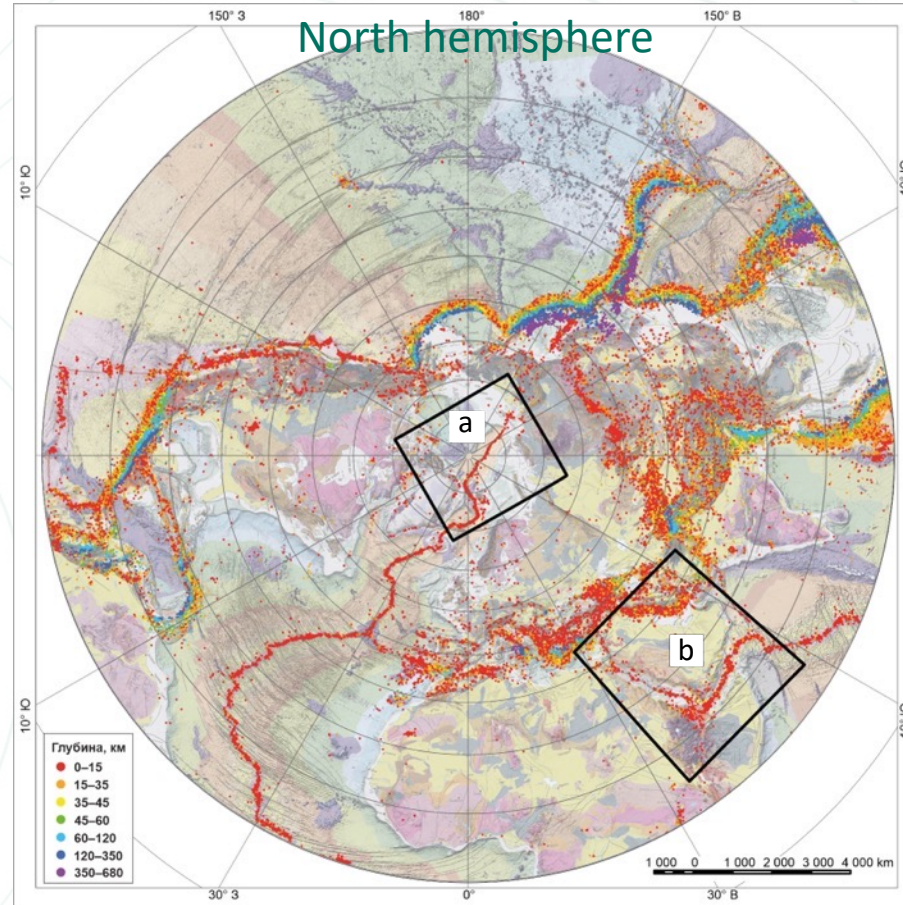 150° З
180°
150° В
North hemisphere
10° Ю
a
b
10° Ю
Глубина, км
0–15
15–35
35–45
45–60
60–120
120–350
350–680
1 000 0 1 000 2 000 3 000 4 000 km
30° З
0°
30° В